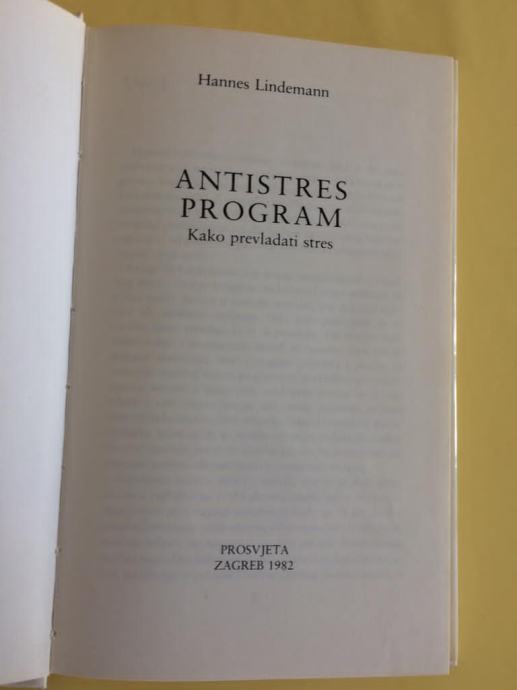 Hannes Lindemann
ANTISTRES
PROGRAM
Kako prevladati stres
PROSVJETA
ZAGREB 1982